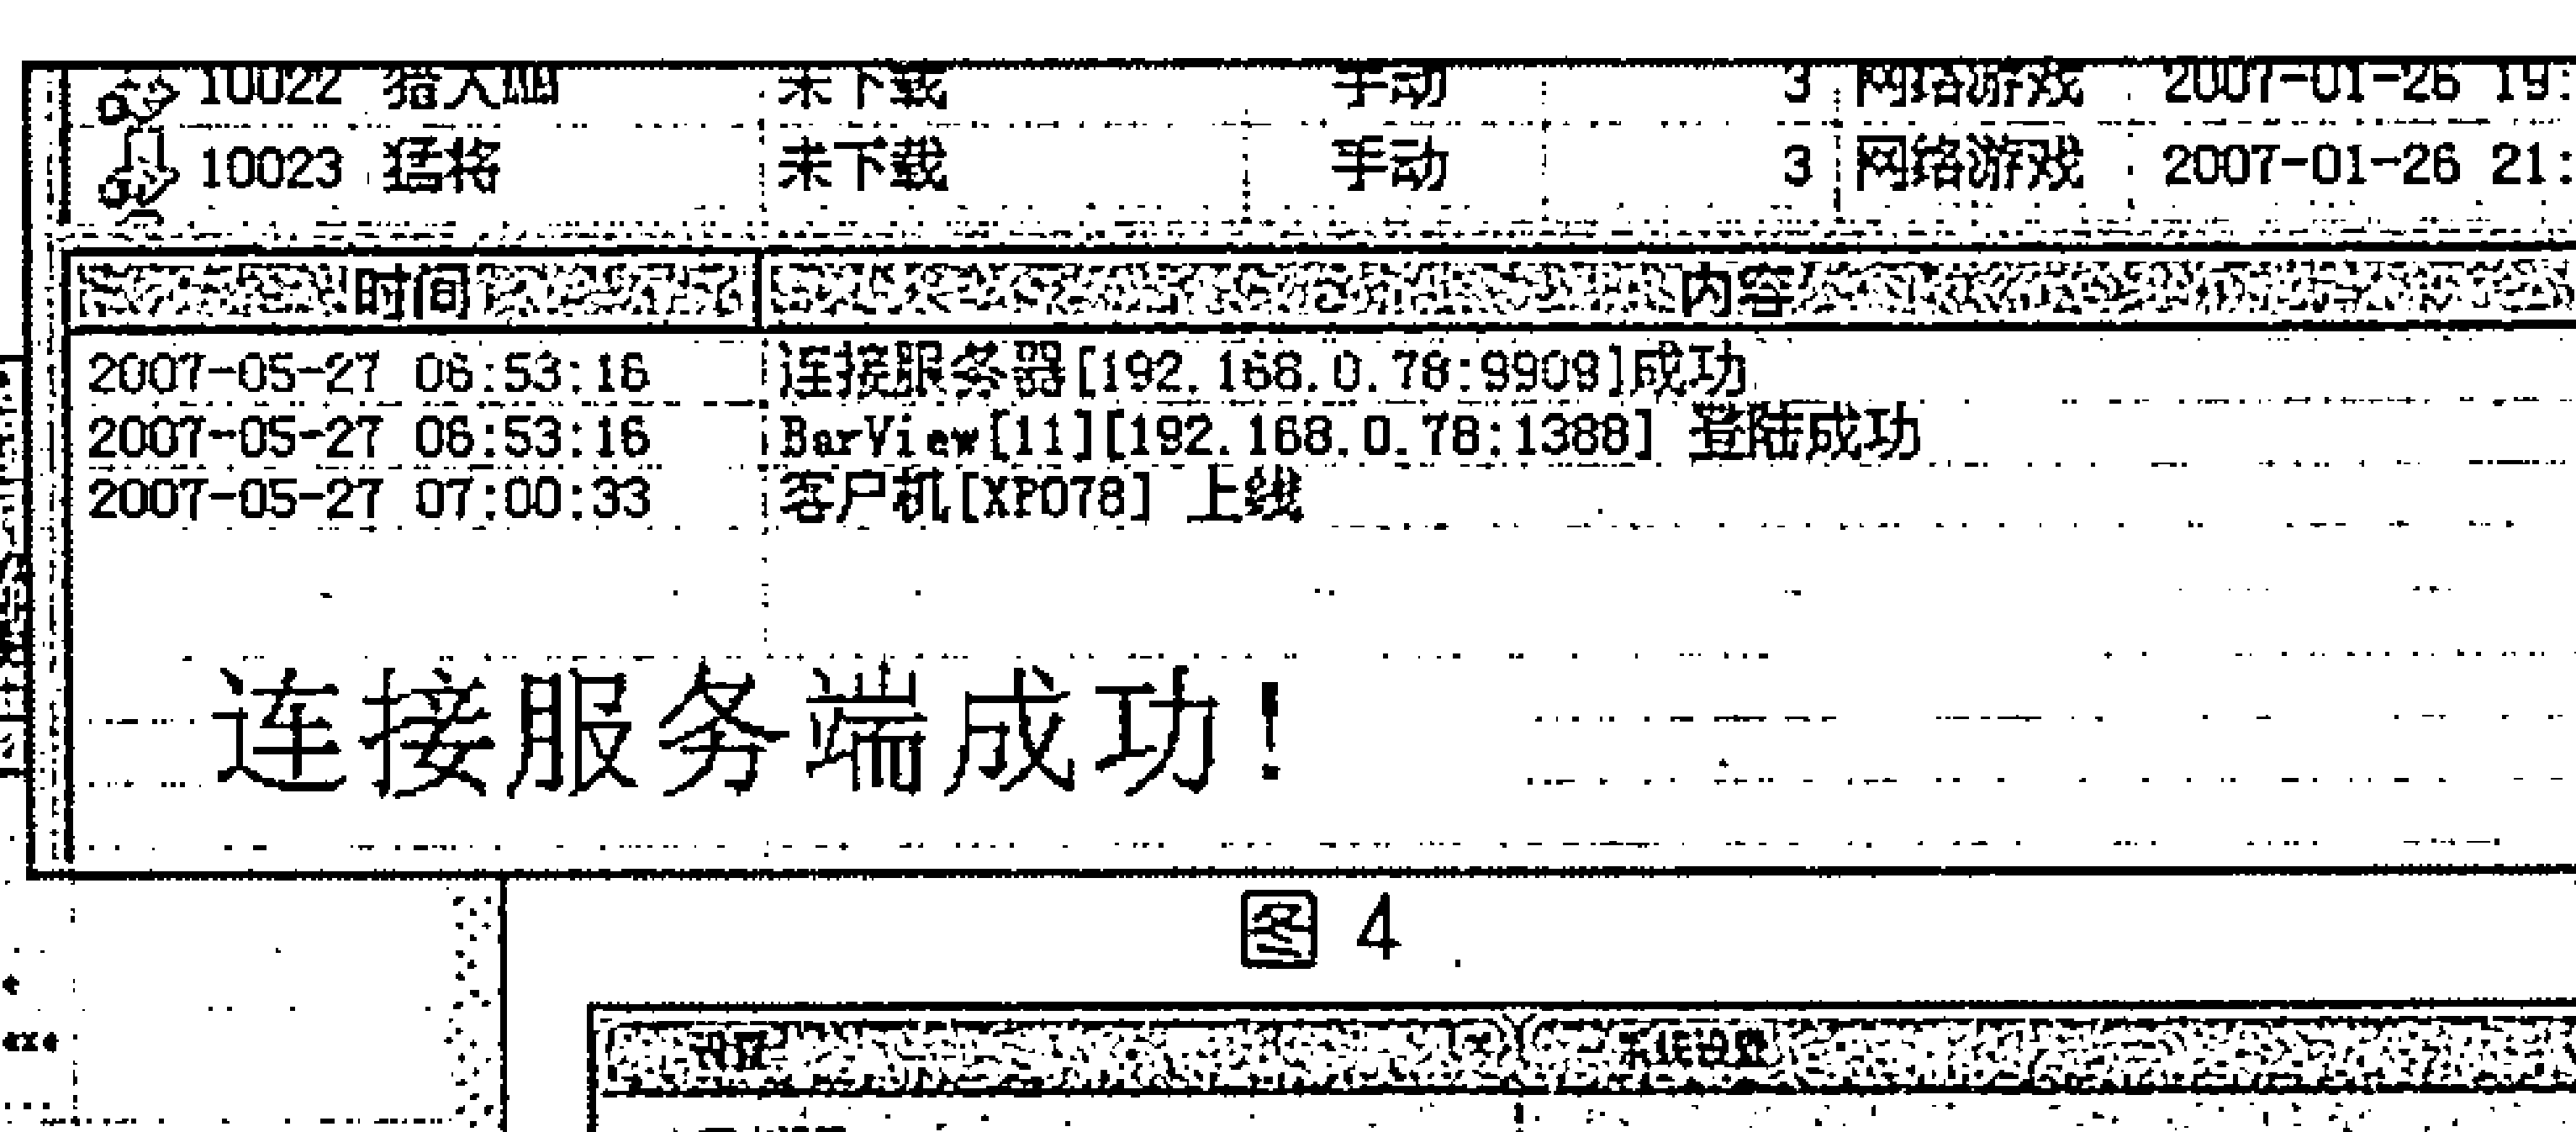 10022 未下载 手动 3 网络游戏 2007-01-26 19:
10023 猛将 未下载 手动 3 网络游戏 2007-01-26 21:
时间 内容
2007-05-27 06:53:16 连接服务器[192.168.0.78:9909]成功
2007-05-27 06:53:16 BarView[11][192.168.0.78:1388] 登陆成功
2007-05-27 07:00:33 客户机[XP078] 上线
连接服务端成功!
图 4
exe